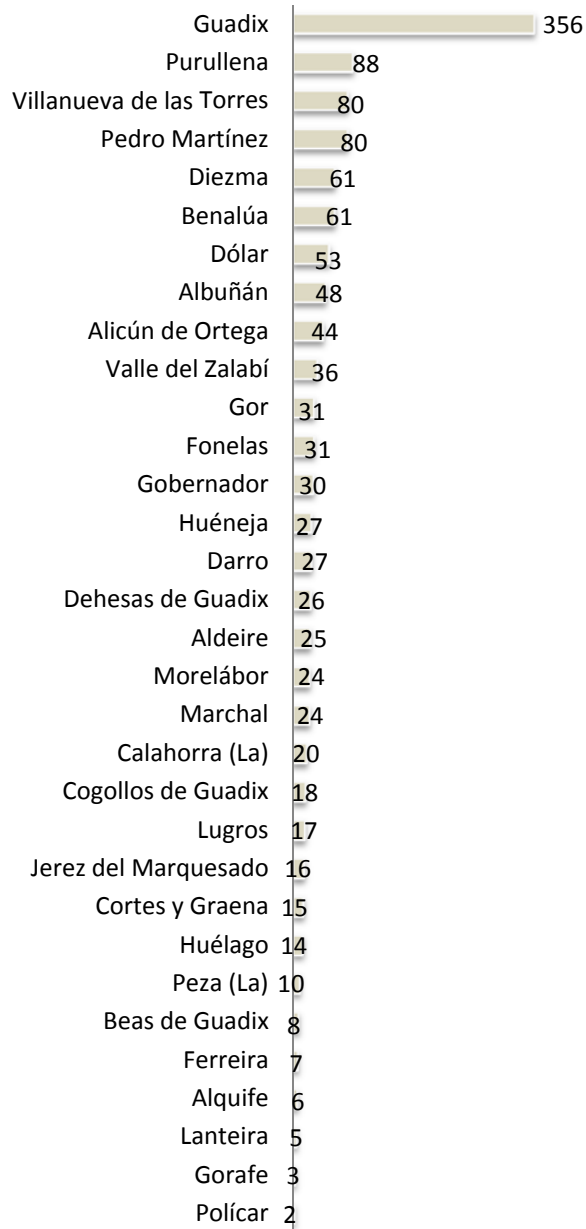 Guadix 356
Purullena 88
Villanueva de las Torres 80
Pedro Martínez 80
Diezma 61
Benalúa 61
Dólar 53
Albuñán 48
Alicún de Ortega 44
Valle del Zalabí 36
Gor 31
Fonelas 31
Gobernador 30
Huéneja 27
Darro 27
Dehesas de Guadix 26
Aldeire 25
Morelábor 24
Marchal 24
Calahorra (La) 20
Cogollos de Guadix 18
Lugros 17
Jerez del Marquesado 16
Cortes y Graena 15
Huélago 14
Peza (La) 10
Beas de Guadix 8
Ferreira 7
Alquife 6
Lanteira 5
Gorafe 3
Polícar 2